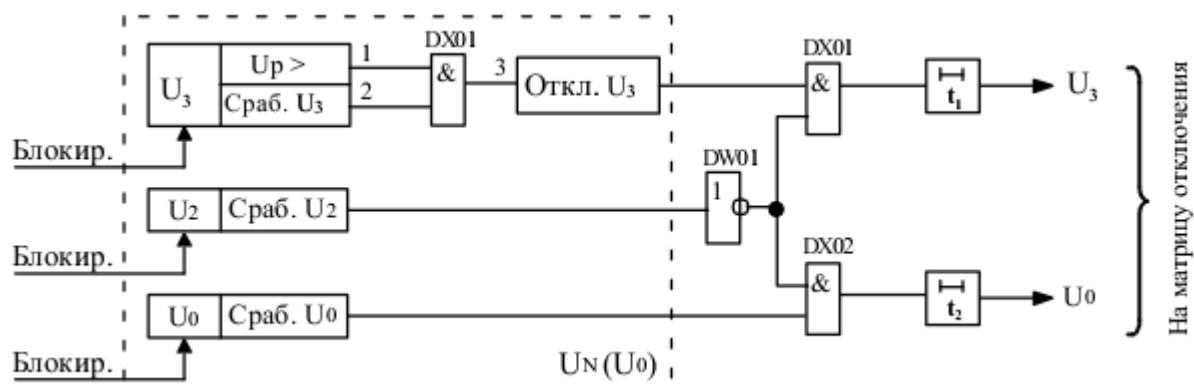 DX01
U3
Up >
1
Сраб. U3
2
&
3
Откл. U3
DX01
&
t1
U3
Блокир.
DW01
1
U2
Сраб. U2
Блокир.
DX02
&
t2
U0
U0
Сраб. U0
Блокир.
UN (U0)
На матрицу отключения